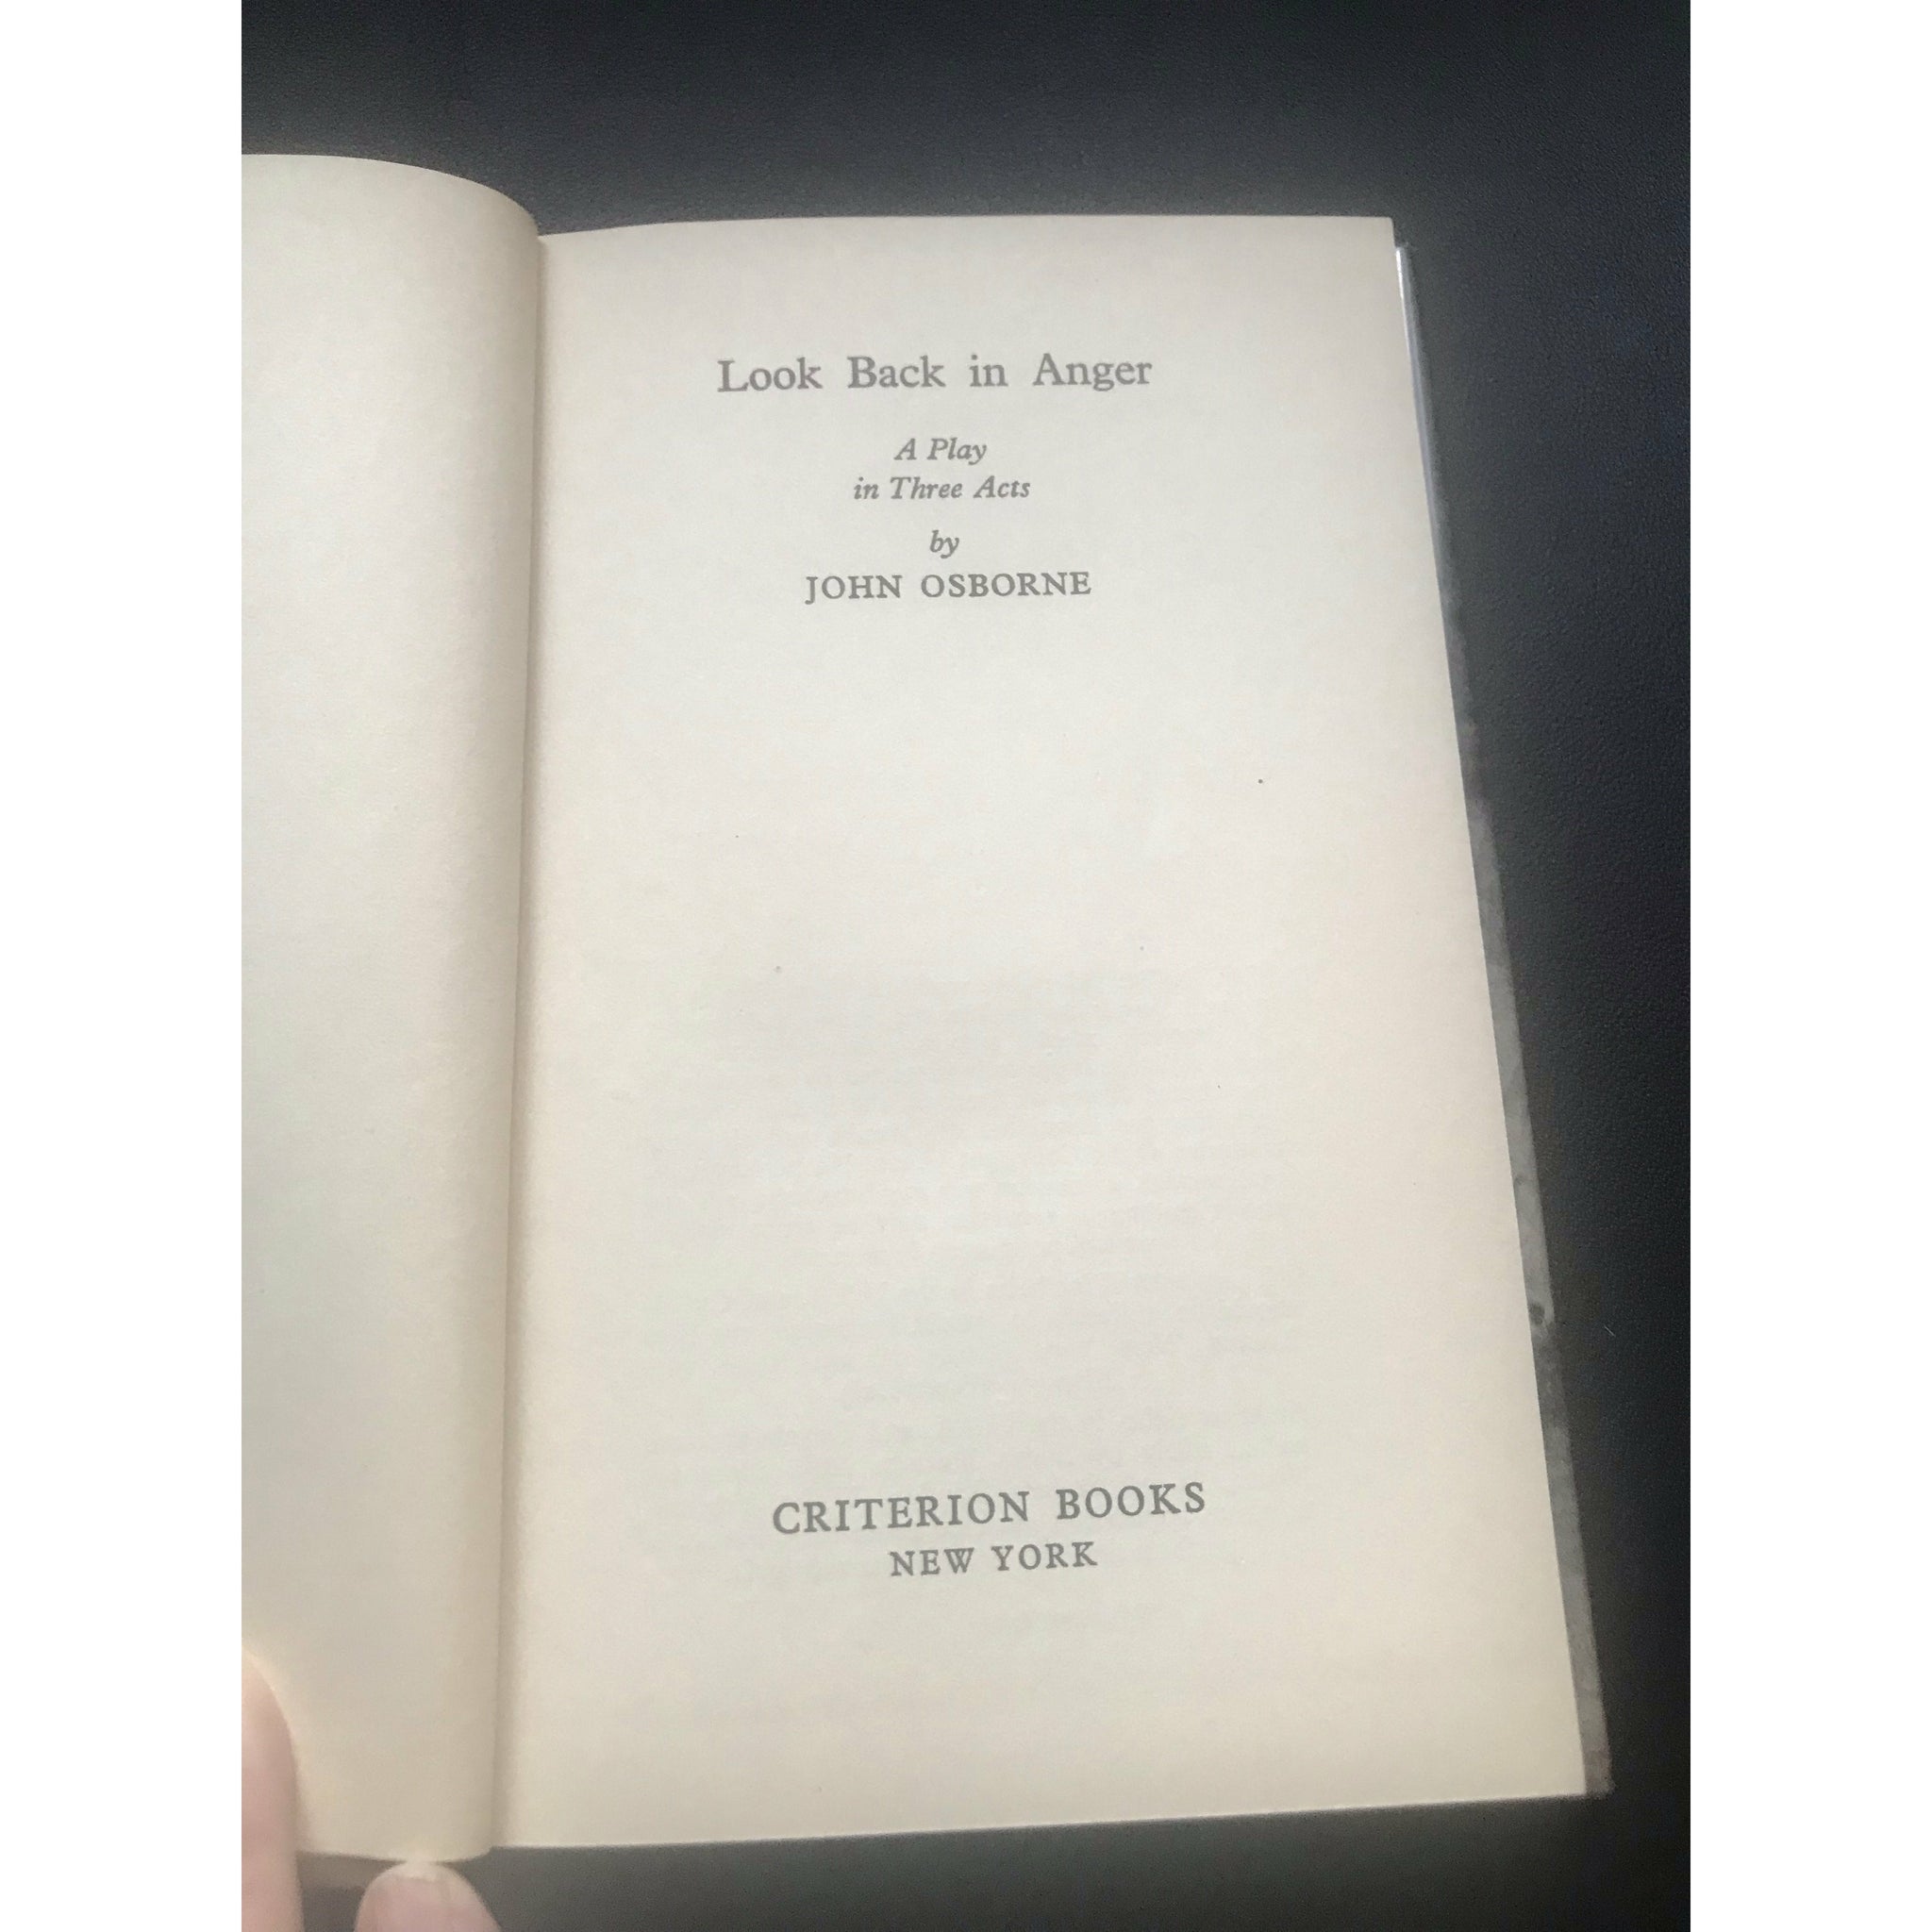 Look Back in Anger
A Play
in Three Acts
by
JOHN OSBORNE
CRITERION BOOKS
NEW YORK